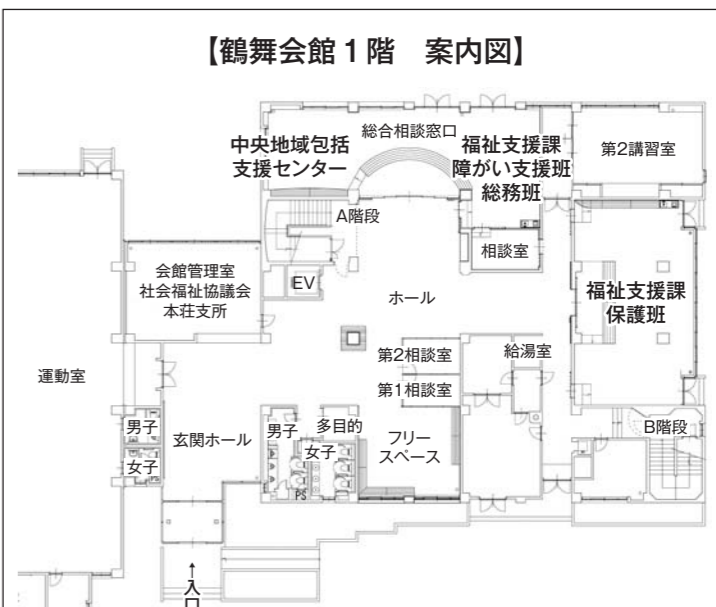 【鶴舞会館1階　案内図】
総合相談窓口
中央地域包括
支援センター
福祉支援課
障がい支援班
総務班
第2講習室
A階段
相談室
会館管理室
社会福祉協議会
本荘支所
EV
ホール
福祉支援課
保護班
運動室
第2相談室
給湯室
第1相談室
男子
女子
玄関ホール
男子
多目的
女子
PS
フリー
スペース
B階段
↑入口